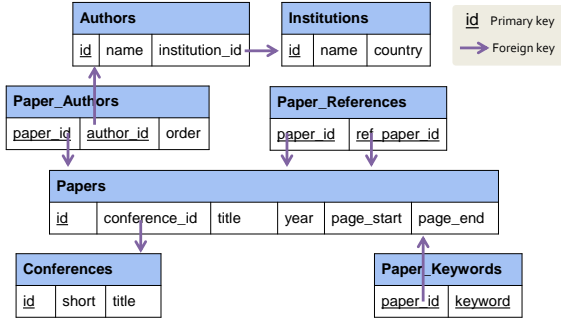 Authors
id name institution_id
Institutions
id name country
id Primary key
Foreign key
Paper_Authors
paper_id author_id order
Paper_References
paper_id ref_paper_id
Papers
id conference_id title year page_start page_end
Conferences
id short title
Paper_Keywords
paper_id keyword